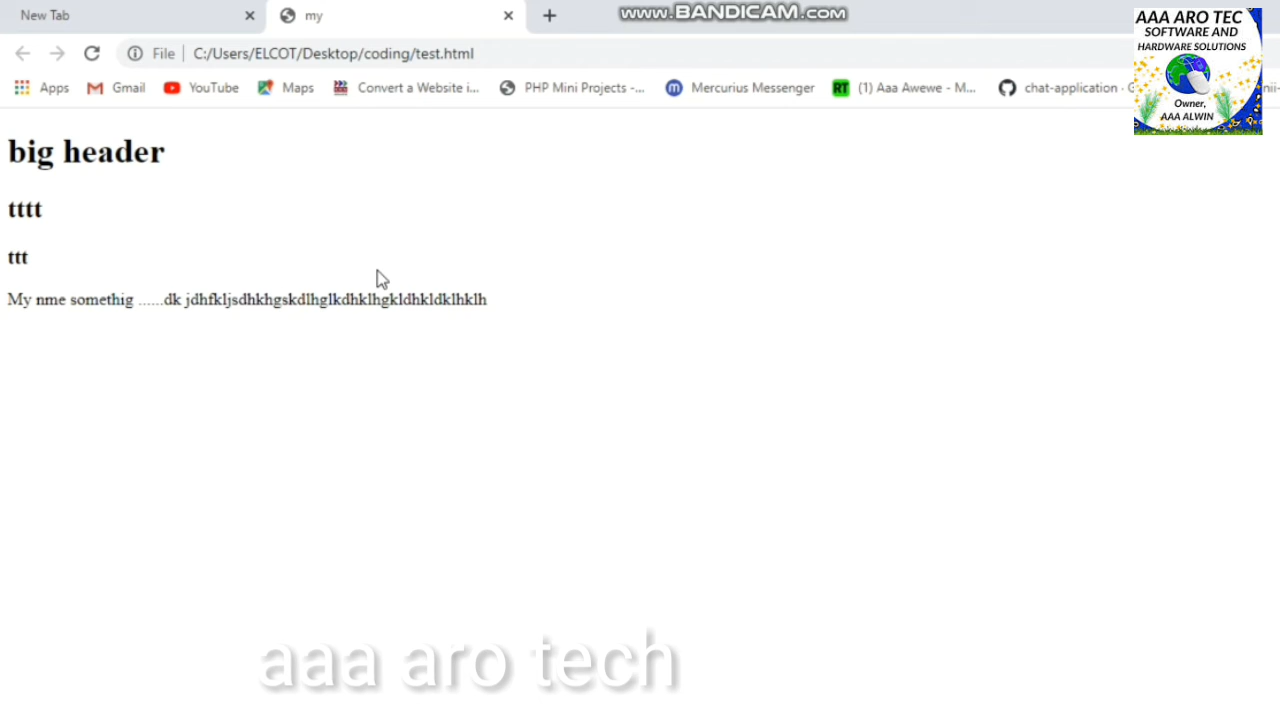 New Tab
my
www.BANDICAM.com
File
C:/Users/ELCOT/Desktop/coding/test.html
Apps
Gmail
YouTube
Maps
Convert a Website i...
PHP Mini Projects -...
Mercurius Messenger
(1) Aaa Awewe - M...
chat-application · G
AAA ARO TEC
SOFTWARE AND
HARDWARE SOLUTIONS
Owner,
AAA ALWIN
big header
tttt
ttt
My nme somethig ......dk jdhfkljsdhkhgskdlhglkdhklhgkldhkldklhklh
aaa aro tech